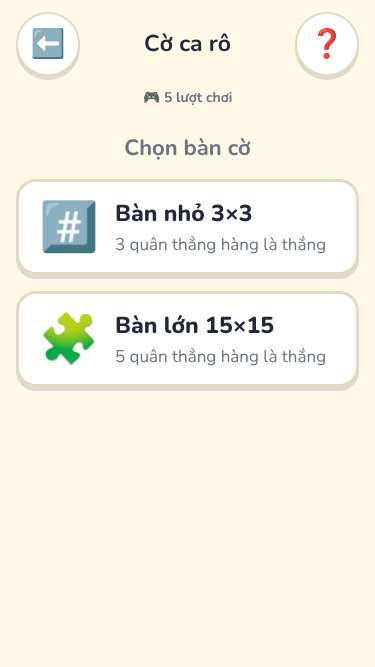 Cờ ca rô
5 lượt chơi
Chọn bàn cờ
#
Bàn nhỏ 3×3
3 quân thẳng hàng là thắng
Bàn lớn 15×15
5 quân thẳng hàng là thắng